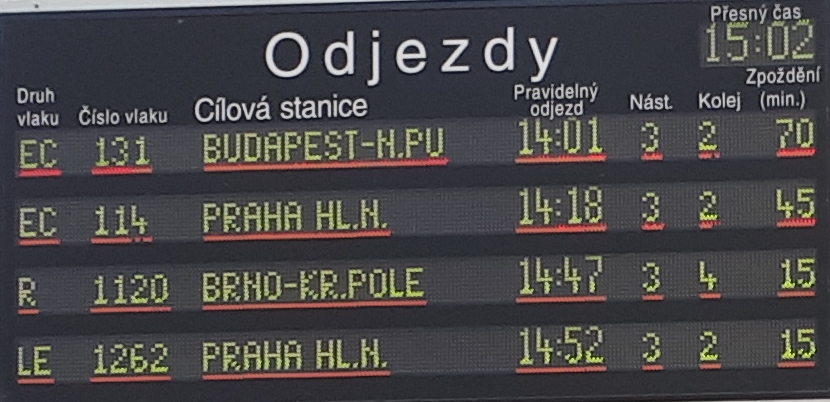 Odjezdy
Přesný čas
15:02
Druh vlaku Číslo vlaku Cílová stanice Pravidelný odjezd Nást. Kolej Zpoždění (min.)
EC 131 BUDAPEST-N.PU 14:01 3 2 70
EC 114 PRAHA HL.N. 14:18 3 2 45
R 1120 BRNO-KR.POLE 14:47 3 4 15
LE 1262 PRAHA HL.N. 14:52 3 2 15